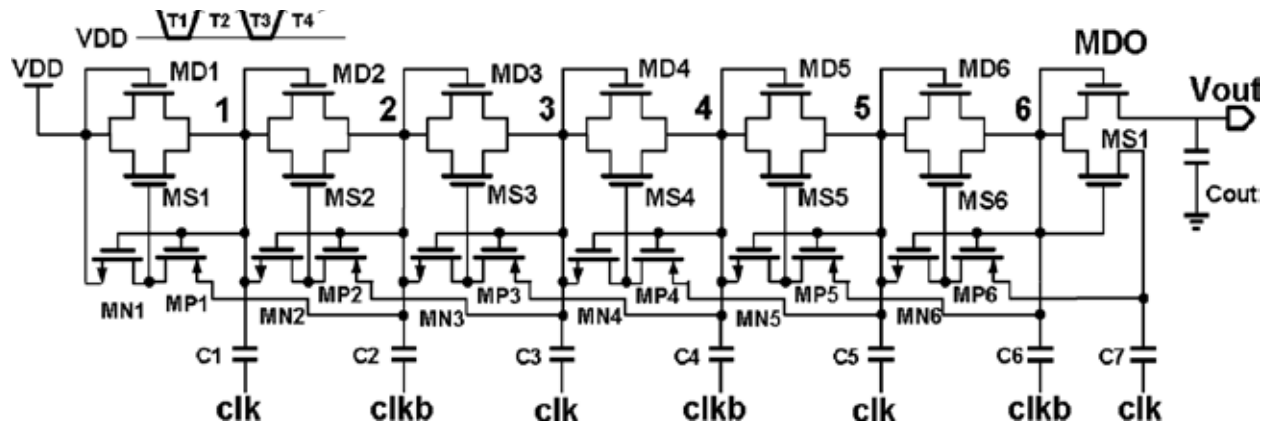 T1 T2 T3 T4
VDD
VDD
MD1 MD2 MD3 MD4 MD5 MD6 MDO
Vout
1 2 3 4 5 6
MS1 MS2 MS3 MS4 MS5 MS6 MS1
Cout
MN1 MP1 MN2 MP2 MN3 MP3 MN4 MP4 MN5 MP5 MN6 MP6
C1 C2 C3 C4 C5 C6 C7
clk clkb clk clkb clk clkb clk